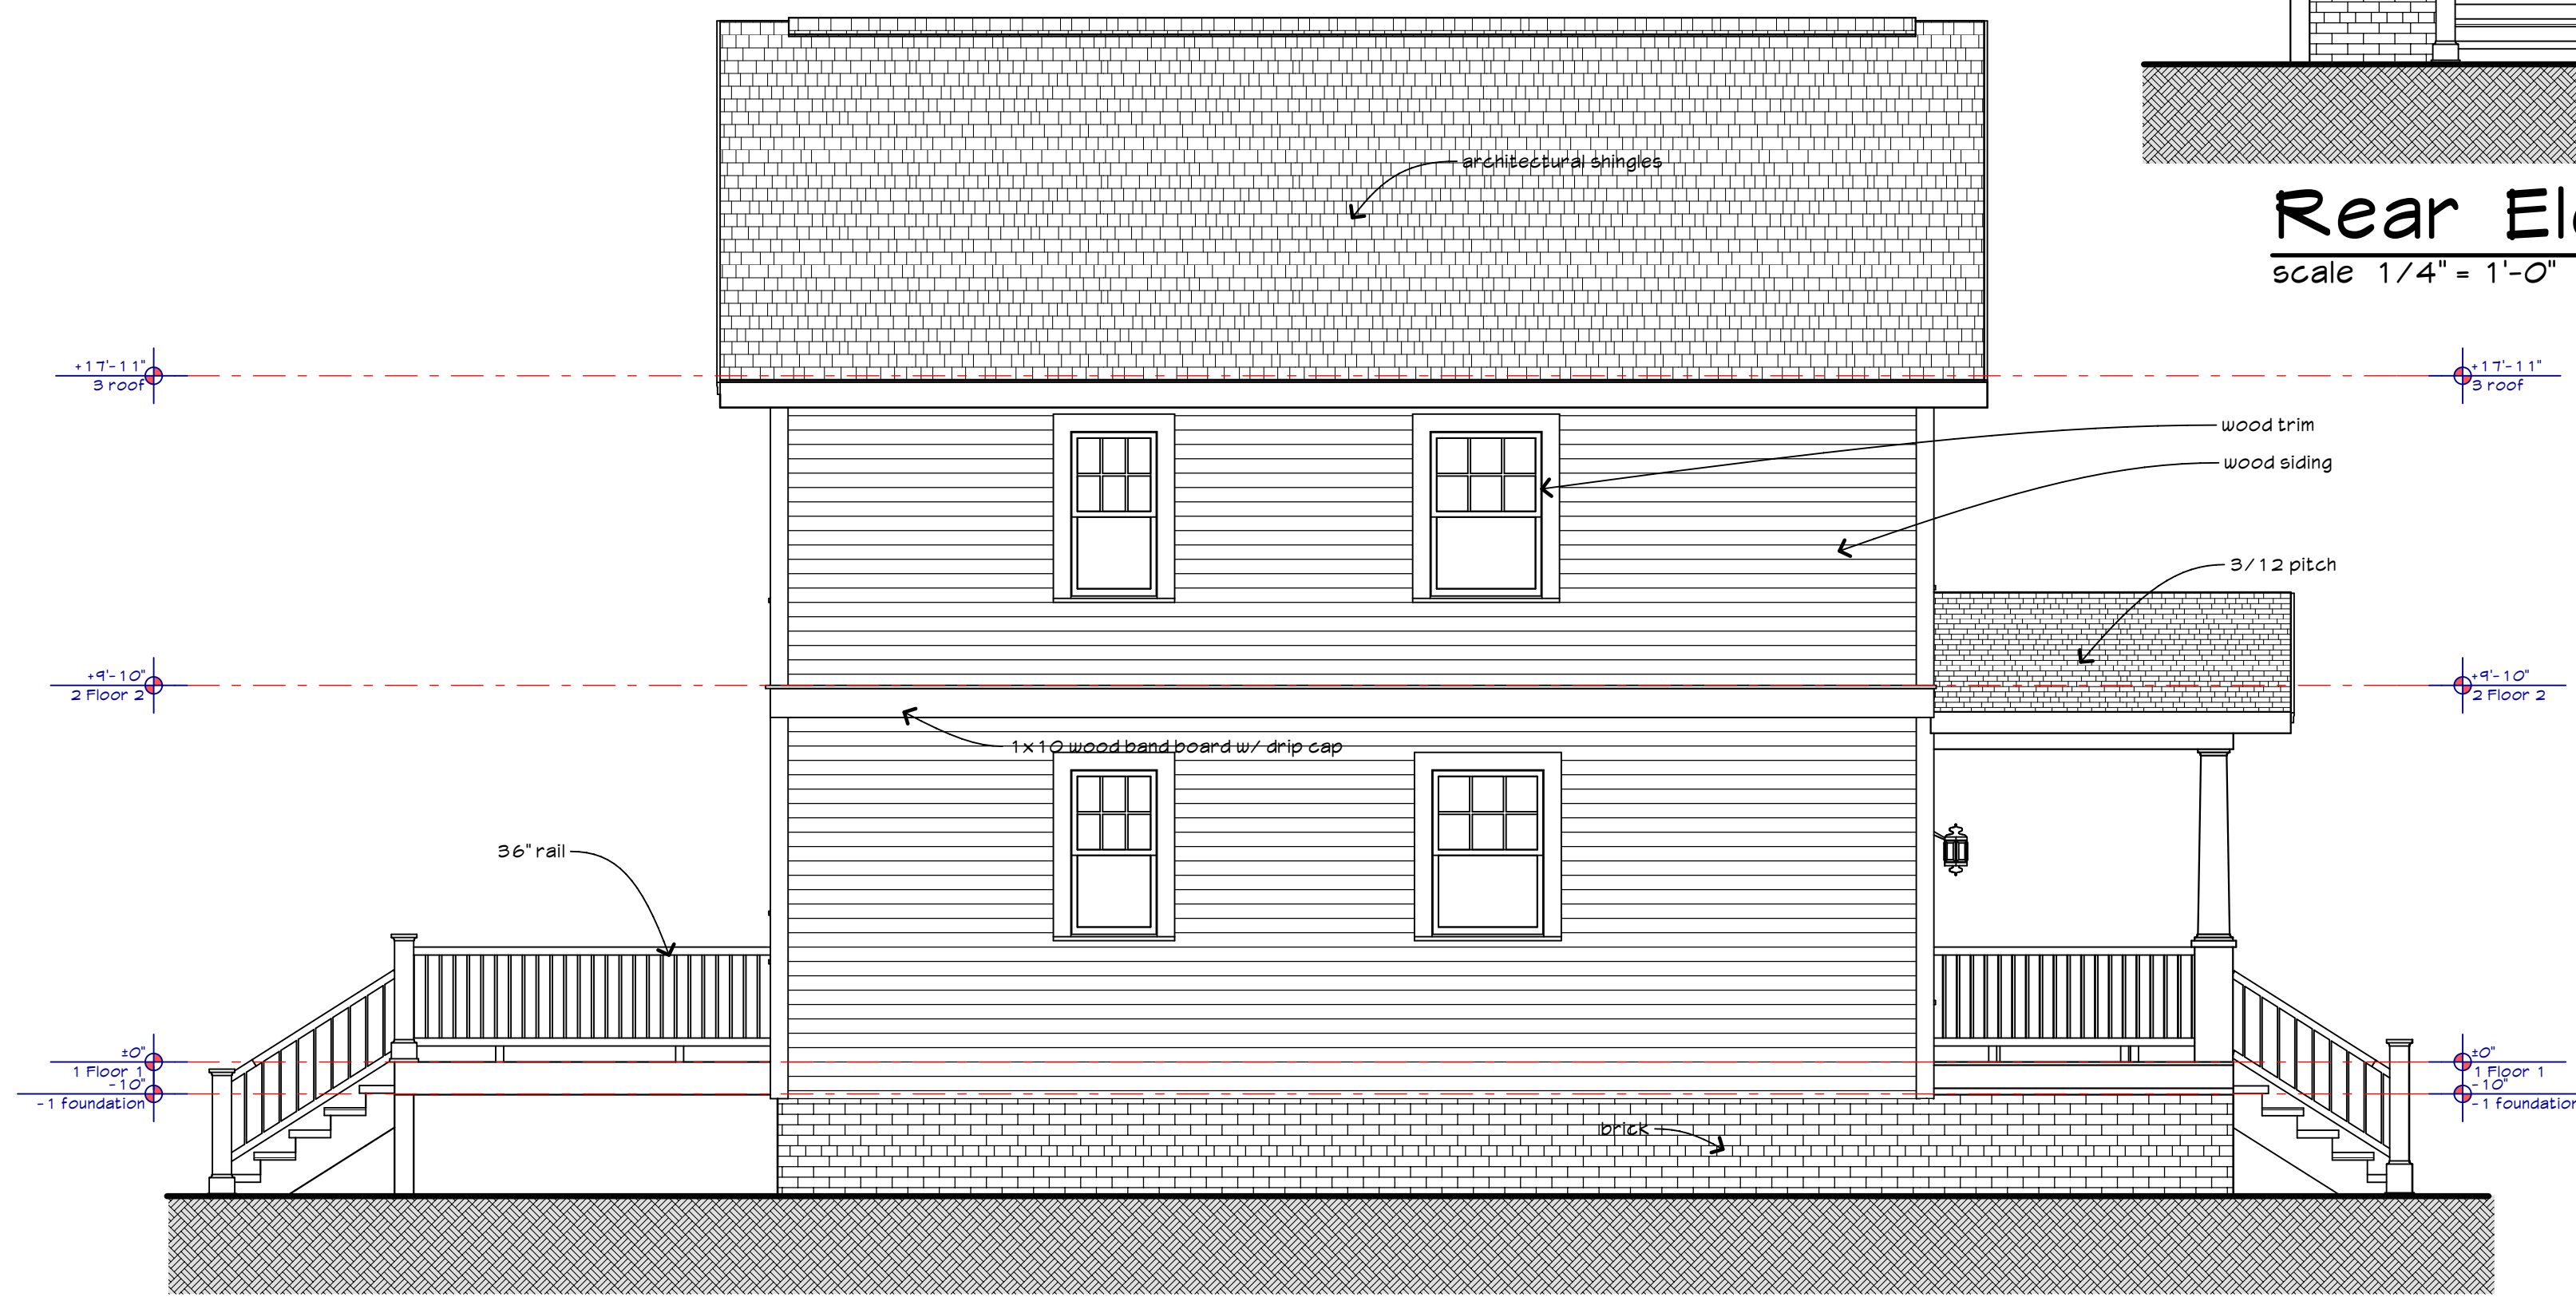 architectural shingles
Rear El
scale 1/4" = 1'-0"
+17'-11"
3 roof
+17'-11"
3 roof
wood trim
wood siding
3/12 pitch
+9'-10"
2 Floor 2
+9'-10"
2 Floor 2
1x10 wood band board w/ drip cap
36" rail
±0"
1 Floor 1
-10"
-1 foundation
±0"
1 Floor 1
-10"
-1 foundation
brick